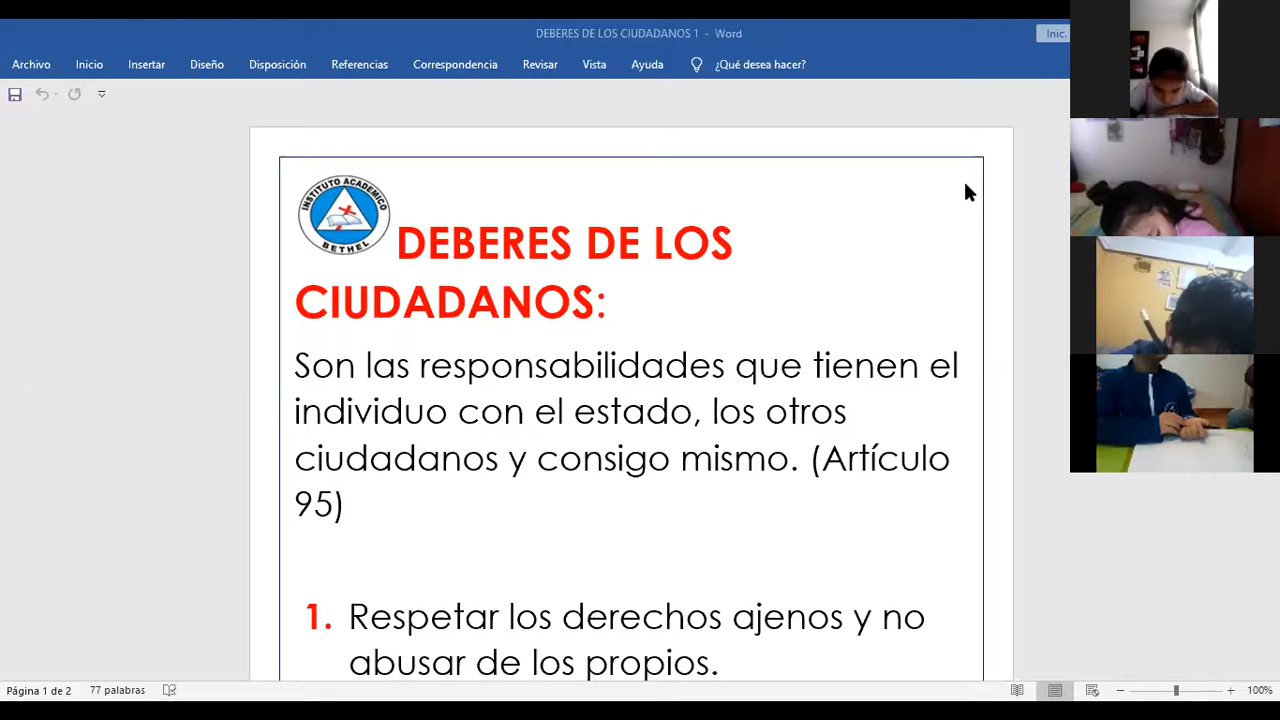 DEBERES DE LOS CIUDADANOS 1 - Word
Inic.
Archivo Inicio Insertar Diseño Disposición Referencias Correspondencia Revisar Vista Ayuda ¿Qué desea hacer?
INSTITUTO ACADEMICO
BETHEL
DEBERES DE LOS
CIUDADANOS:
Son las responsabilidades que tienen el
individuo con el estado, los otros
ciudadanos y consigo mismo. (Artículo
95)
1. Respetar los derechos ajenos y no
abusar de los propios.
Página 1 de 2 77 palabras 100%